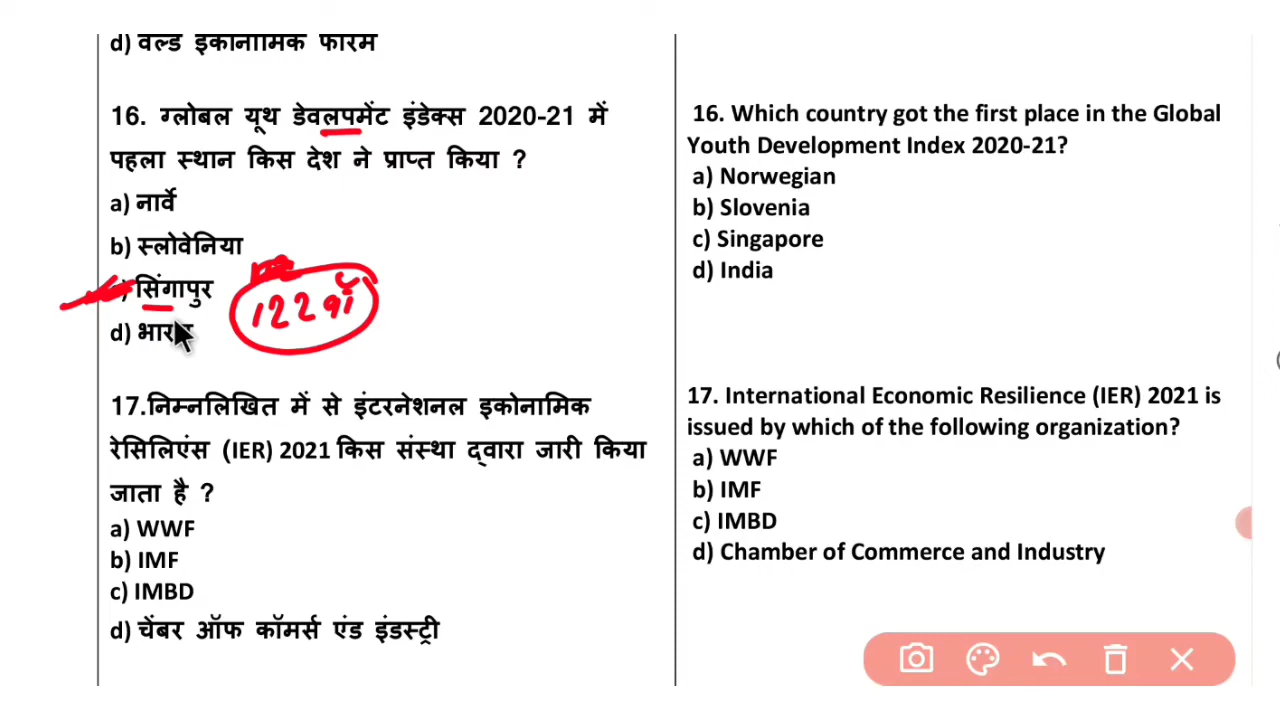 d) वर्ल्ड इकोनॉमिक फोरम
16. ग्लोबल यूथ डेवलपमेंट इंडेक्स 2020-21 में
पहला स्थान किस देश ने प्राप्त किया ?
a) नार्वे
b) स्लोवेनिया
) सिंगापुर
122वाँ
d) भारत
17.निम्नलिखित में से इंटरनेशनल इकोनामिक
रेसिलिएंस (IER) 2021 किस संस्था द्वारा जारी किया
जाता है ?
a) WWF
b) IMF
c) IMBD
d) चेंबर ऑफ कॉमर्स एंड इंडस्ट्री
16. Which country got the first place in the Global
Youth Development Index 2020-21?
a) Norwegian
b) Slovenia
c) Singapore
d) India
17. International Economic Resilience (IER) 2021 is
issued by which of the following organization?
a) WWF
b) IMF
c) IMBD
d) Chamber of Commerce and Industry